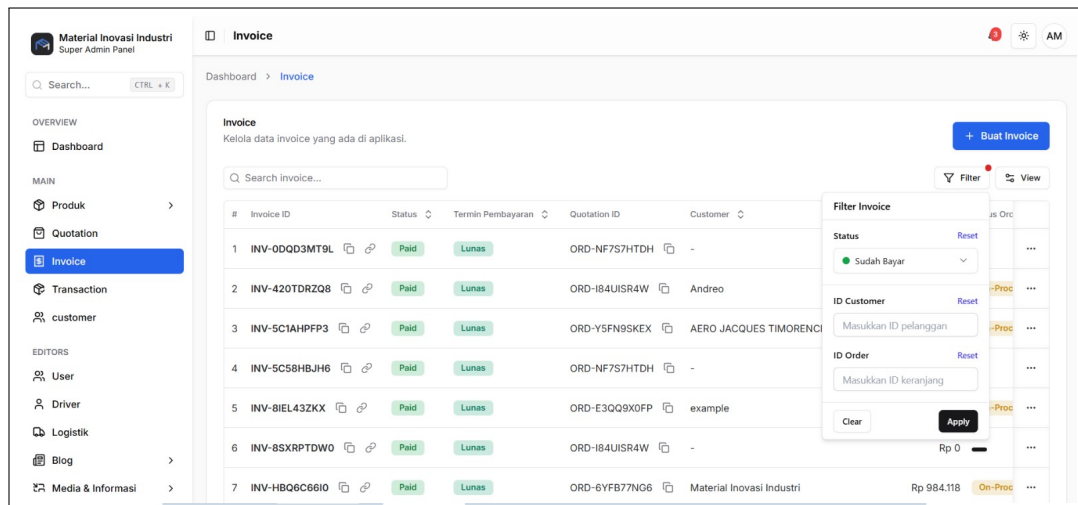 Material Inovasi Industri
Super Admin Panel
Invoice
3
AM
Search...
CTRL + K
Dashboard > Invoice
OVERVIEW
Dashboard
MAIN
Produk
Quotation
Invoice
Transaction
customer
EDITORS
User
Driver
Logistik
Blog
Media & Informasi
Invoice
Kelola data invoice yang ada di aplikasi.
+ Buat Invoice
Search invoice...
Filter
View
# Invoice ID Status Termin Pembayaran Quotation ID Customer
1 INV-0DQD3MT9L Paid Lunas ORD-NF7S7HTDH - ...
2 INV-420TDRZQ8 Paid Lunas ORD-I84UISR4W Andreo -Proc ...
3 INV-5C1AHPFP3 Paid Lunas ORD-Y5FN9SKEX AERO JACQUES TIMORENCI -Proc ...
4 INV-5C58HBJH6 Paid Lunas ORD-NF7S7HTDH - ...
5 INV-8IEL43ZKX Paid Lunas ORD-E3QQ9X0FP example -Proc ...
6 INV-8SXRPTDW0 Paid Lunas ORD-I84UISR4W - Rp 0 ...
7 INV-HBQ6C66I0 Paid Lunas ORD-6YFB77NG6 Material Inovasi Industri Rp 984.118 On-Proc ...
Filter Invoice
Status Reset
Sudah Bayar
ID Customer Reset
Masukkan ID pelanggan
ID Order Reset
Masukkan ID keranjang
Clear Apply